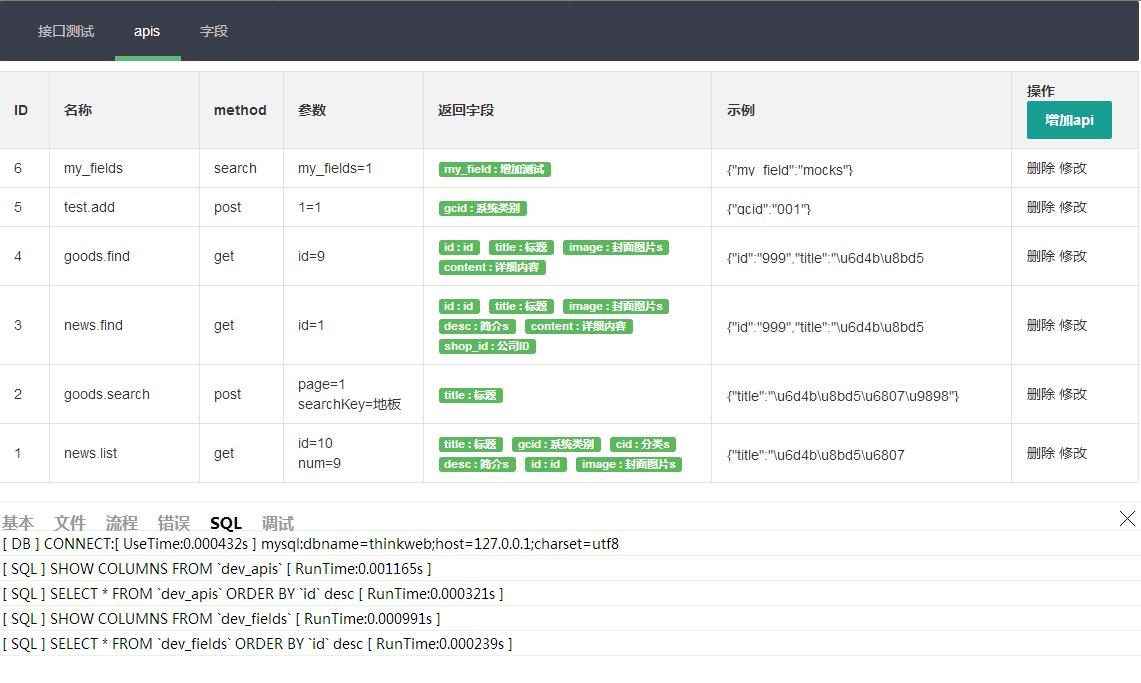 接口测试 apis 字段
ID 名称 method 参数 返回字段 示例 操作
增加api
6 my_fields search my_fields=1 my_field : 增加测试 {"my_field":"mocks"} 删除 修改
5 test.add post 1=1 gcid : 系统类别 {"gcid":"001"} 删除 修改
4 goods.find get id=9 id : id title : 标题 image : 封面图片s {"id":"999","title":"\u6d4b\u8bd5 删除 修改
content : 详细内容
3 news.find get id=1 id : id title : 标题 image : 封面图片s {"id":"999","title":"\u6d4b\u8bd5 删除 修改
desc : 简介s content : 详细内容
shop_id : 公司ID
2 goods.search post page=1 title : 标题 {"title":"\u6d4b\u8bd5\u6807\u9898"} 删除 修改
searchKey=地板
1 news.list get id=10 title : 标题 gcid : 系统类别 cid : 分类s {"title":"\u6d4b\u8bd5\u6807 删除 修改
num=9 desc : 简介s id : id image : 封面图片s
基本 文件 流程 错误 SQL 调试
[ DB ] CONNECT:[ UseTime:0.000432s ] mysql:dbname=thinkweb;host=127.0.0.1;charset=utf8
[ SQL ] SHOW COLUMNS FROM `dev_apis` [ RunTime:0.001165s ]
[ SQL ] SELECT * FROM `dev_apis` ORDER BY `id` desc [ RunTime:0.000321s ]
[ SQL ] SHOW COLUMNS FROM `dev_fields` [ RunTime:0.000991s ]
[ SQL ] SELECT * FROM `dev_fields` ORDER BY `id` desc [ RunTime:0.000239s ]